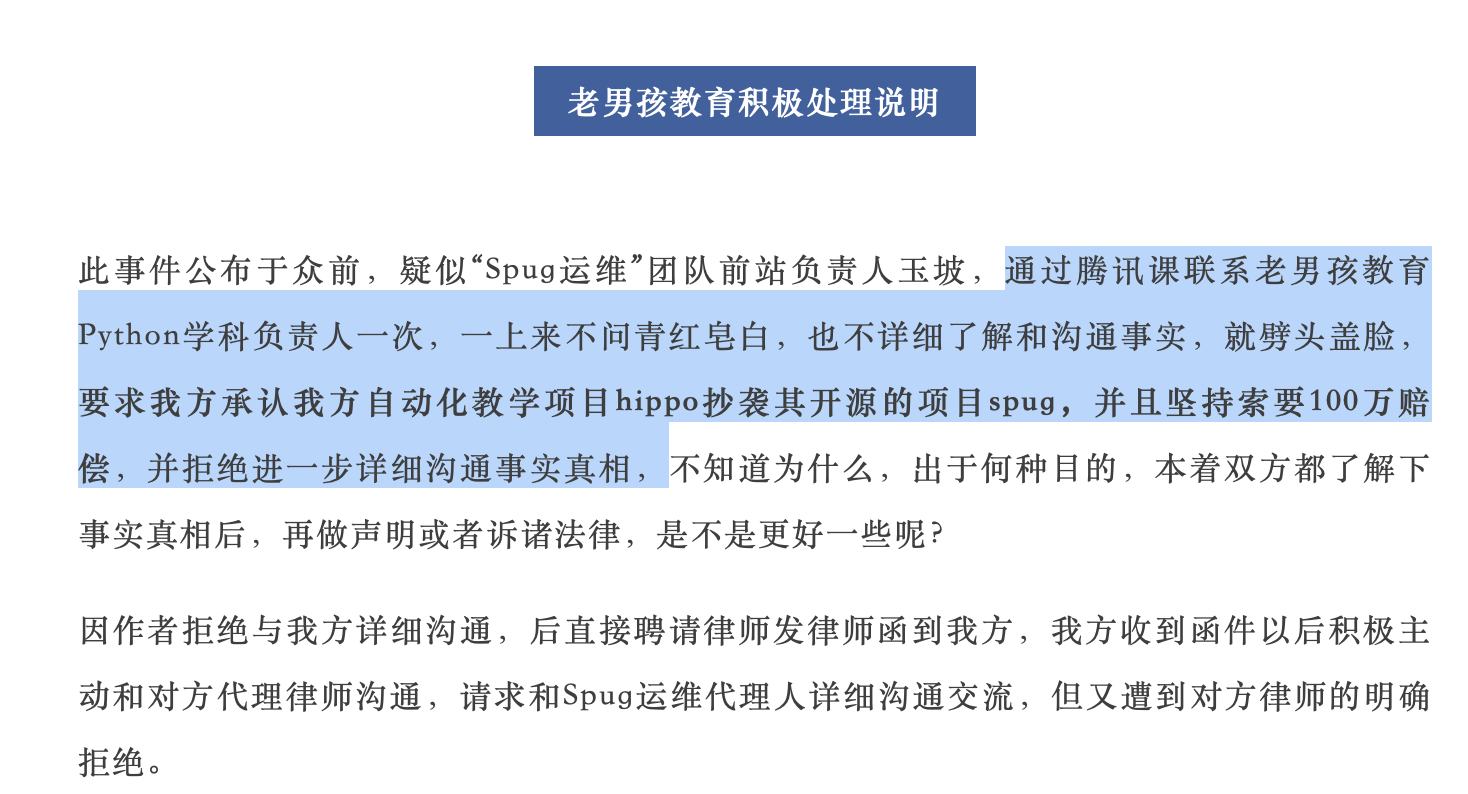 老男孩教育积极处理说明
此事件公布于众前，疑似“Spug运维”团队前站负责人玉坡，通过腾讯课联系老男孩教育
Python学科负责人一次，一上来不问青红皂白，也不详细了解和沟通事实，就劈头盖脸，
要求我方承认我方自动化教学项目hippo抄袭其开源的项目spug，并且坚持索要100万赔
偿，并拒绝进一步详细沟通事实真相，不知道为什么，出于何种目的，本着双方都了解下
事实真相后，再做声明或者诉诸法律，是不是更好一些呢？
因作者拒绝与我方详细沟通，后直接聘请律师发律师函到我方，我方收到函件以后积极主
动和对方代理律师沟通，请求和Spug运维代理人详细沟通交流，但又遭到对方律师的明确
拒绝。